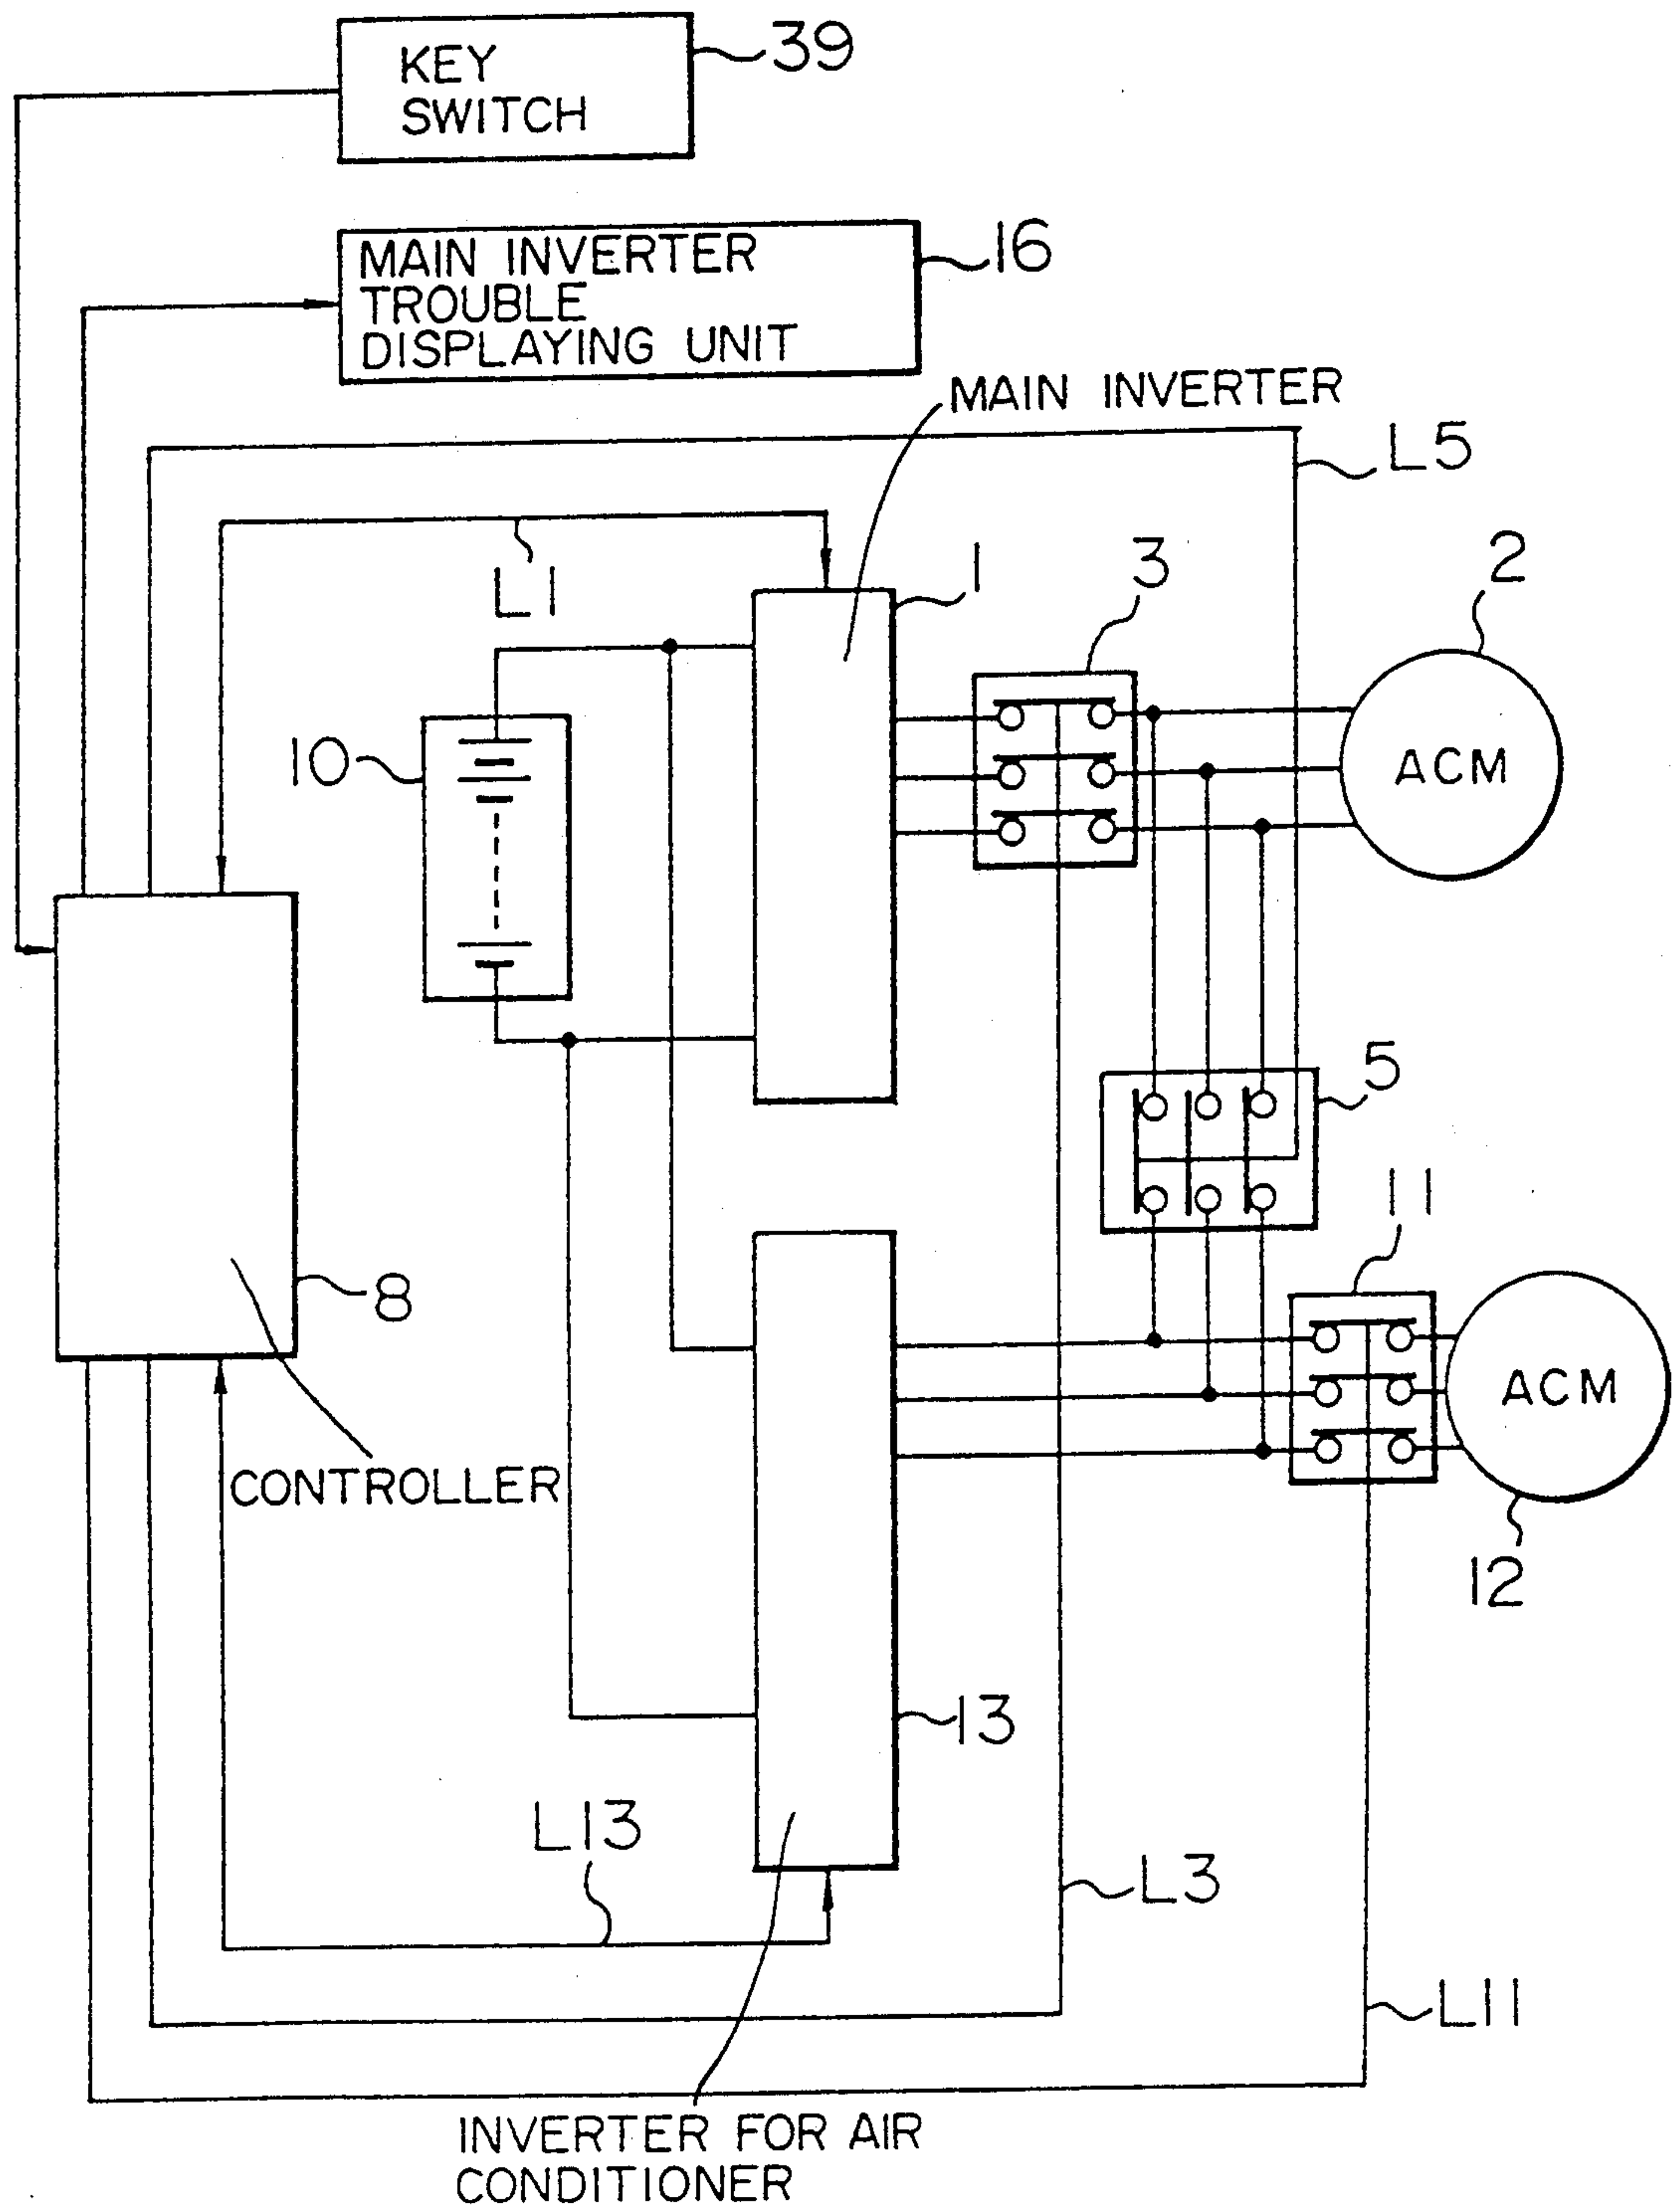 KEY
SWITCH
39
MAIN INVERTER
TROUBLE
DISPLAYING UNIT
16
MAIN INVERTER
L5
L1
1
3
2
10
ACM
5
11
8
ACM
CONTROLLER
12
13
L13
L3
L11
INVERTER FOR AIR
CONDITIONER